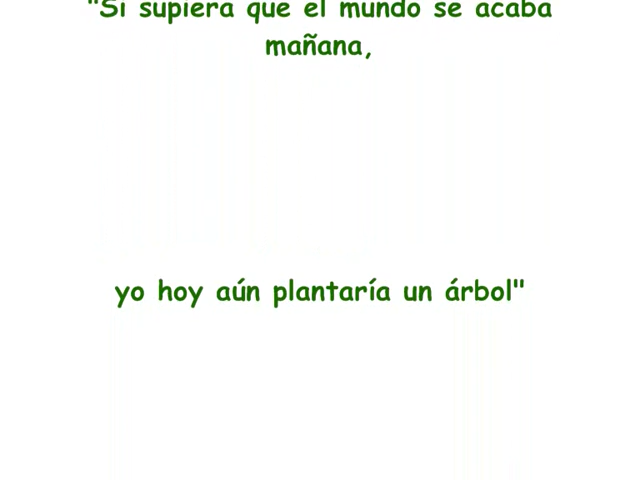 "Si supiera que el mundo se acaba
mañana,
yo hoy aún plantaría un árbol"